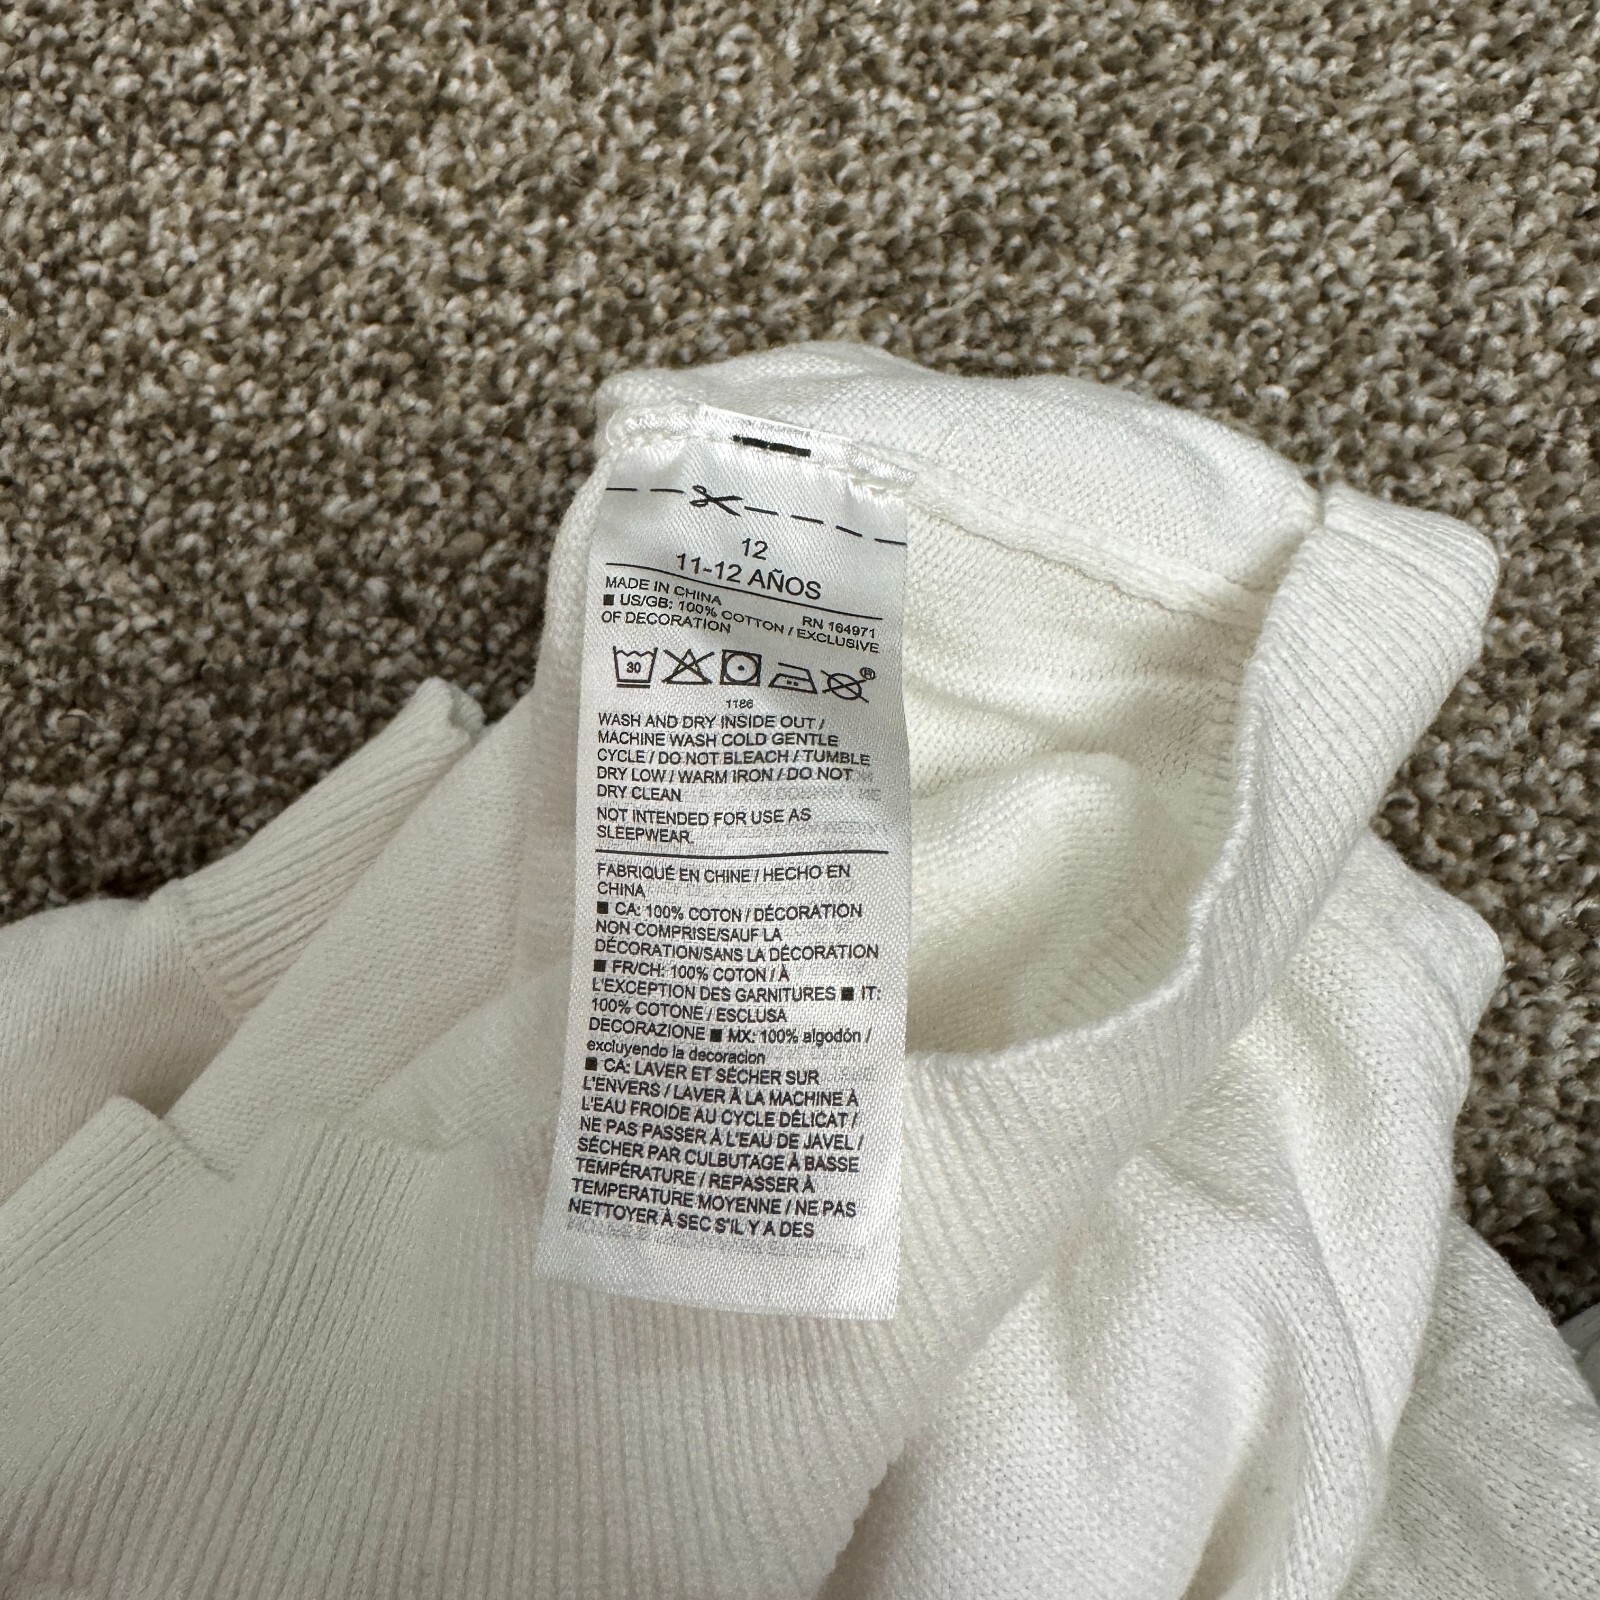 12
11-12 AÑOS
MADE IN CHINA
RN 164971
■ US/GB: 100% COTTON / EXCLUSIVE
OF DECORATION
30
1186
WASH AND DRY INSIDE OUT /
MACHINE WASH COLD GENTLE
CYCLE / DO NOT BLEACH / TUMBLE
DRY LOW / WARM IRON / DO NOT
DRY CLEAN
NOT INTENDED FOR USE AS
SLEEPWEAR.
FABRIQUÉ EN CHINE / HECHO EN
CHINA
■ CA: 100% COTON / DÉCORATION
NON COMPRISE/SAUF LA
DÉCORATION/SANS LA DÉCORATION
■ FR/CH: 100% COTON / À
L'EXCEPTION DES GARNITURES ■ IT:
100% COTONE / ESCLUSA
DECORAZIONE ■ MX: 100% algodón /
excluyendo la decoracion
■ CA: LAVER ET SÉCHER SUR
L'ENVERS / LAVER À LA MACHINE À
L'EAU FROIDE AU CYCLE DÉLICAT /
NE PAS PASSER À L'EAU DE JAVEL /
SÉCHER PAR CULBUTAGE À BASSE
TEMPÉRATURE / REPASSER À
TEMPERATURE MOYENNE / NE PAS
NETTOYER À SEC S'IL Y A DES